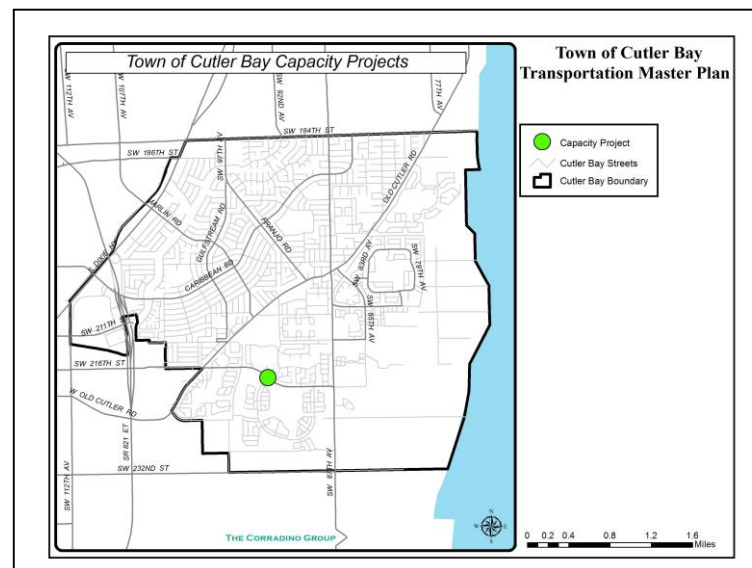 Town of Cutler Bay Capacity Projects
Town of Cutler Bay
Transportation Master Plan
Capacity Project
Cutler Bay Streets
Cutler Bay Boundary
SW 107TH AV
SW 92ND AV
77TH AV
SW 184TH ST
SW 186TH ST
SW 97TH AV
OLD CUTLER RD
MARLIN RD
GULFSTREAM RD
FRANJO RD
S DIXIE HY
CARIBBEAN BD
SW 83RD AV
SW 79TH AV
SW 85TH AV
SW 211TH ST
SW 216TH ST
W OLD CUTLER RD
SR 821 ET
SW 232ND ST
SW 112TH AV
SW 87TH AV
THE CORRADINO GROUP
N
W E
S
0 0.2 0.4 0.8 1.2 1.6
Miles